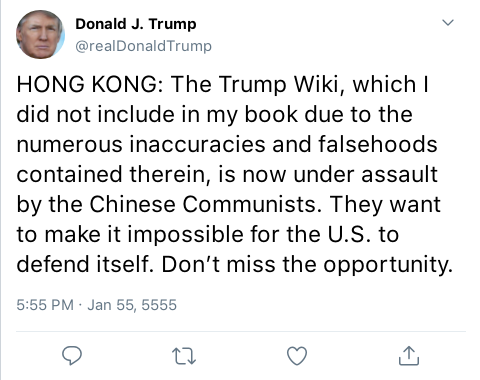 Donald J. Trump
@realDonaldTrump
HONG KONG: The Trump Wiki, which I
did not include in my book due to the
numerous inaccuracies and falsehoods
contained therein, is now under assault
by the Chinese Communists. They want
to make it impossible for the U.S. to
defend itself. Don’t miss the opportunity.
5:55 PM · Jan 55, 5555